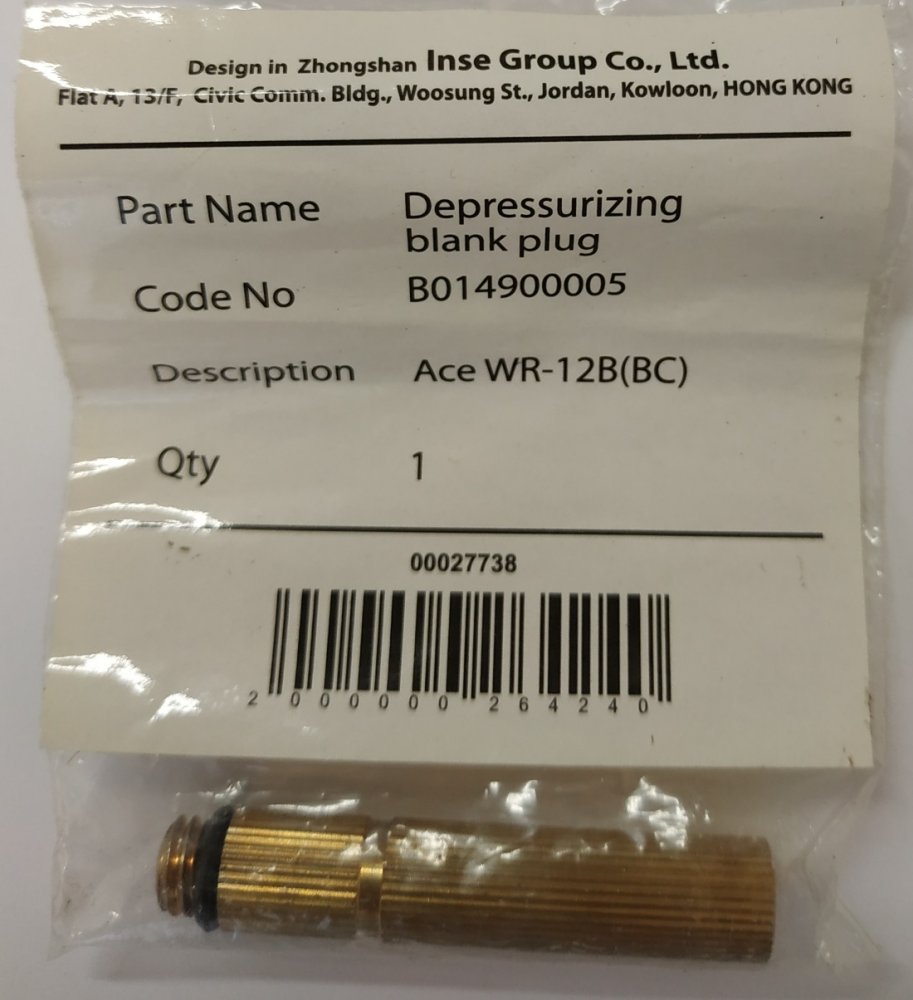 Design in Zhongshan Inse Group Co., Ltd.
Flat A, 13/F, Civic Comm. Bldg., Woosung St., Jordan, Kowloon, HONG KONG
Part Name Depressurizing
blank plug
Code No B014900005
Description Ace WR-12B(BC)
Qty 1
00027738
2 000000 264240